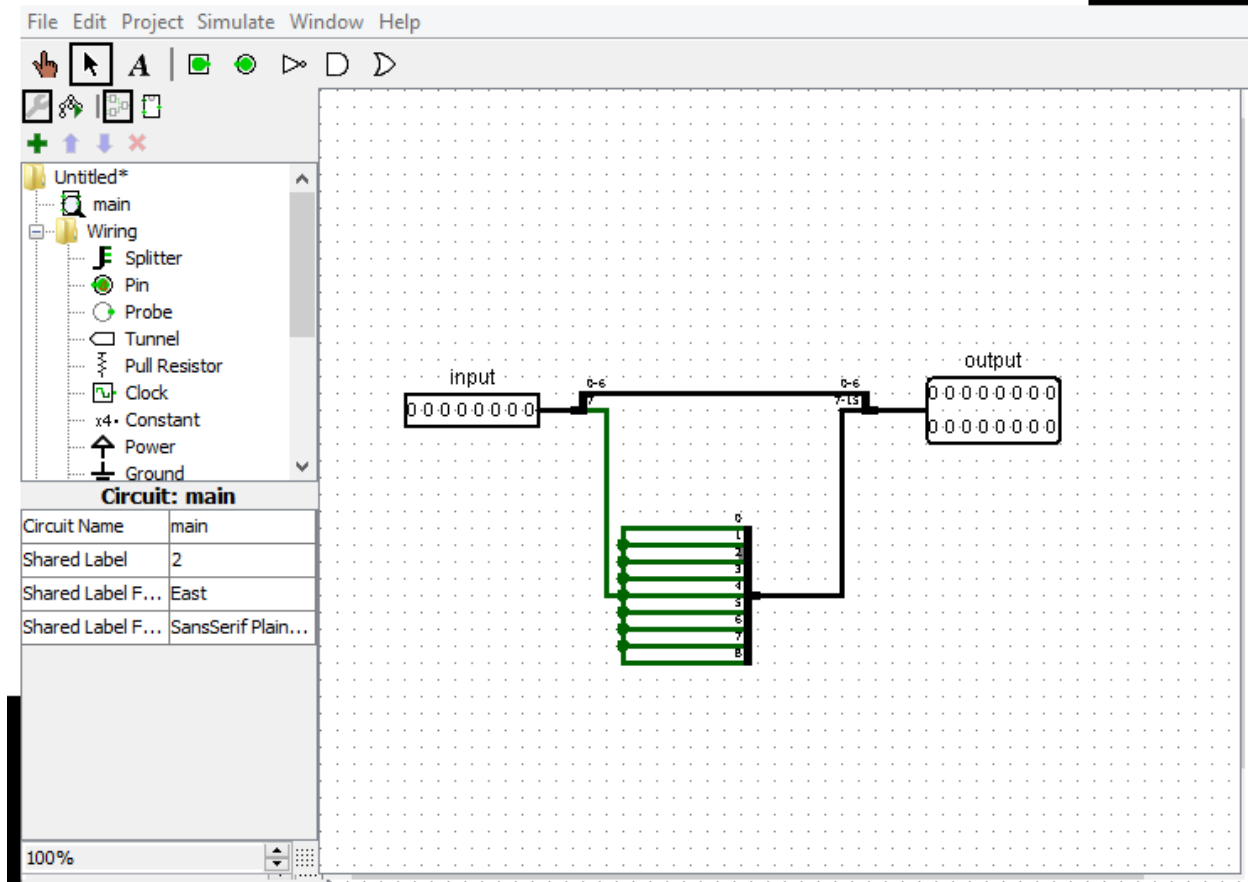 File Edit Project Simulate Window Help
A
Untitled*
main
Wiring
Splitter
Pin
Probe
Tunnel
Pull Resistor
Clock
x4 Constant
Power
Ground
Circuit: main
Circuit Name main
Shared Label 2
Shared Label F... East
Shared Label F... SansSerif Plain...
100%
input
0 0 0 0 0 0 0 0
0-6
7
0-6
7-15
output
0 0 0 0 0 0 0 0
0 0 0 0 0 0 0 0
0
1
2
3
4
5
6
7
8